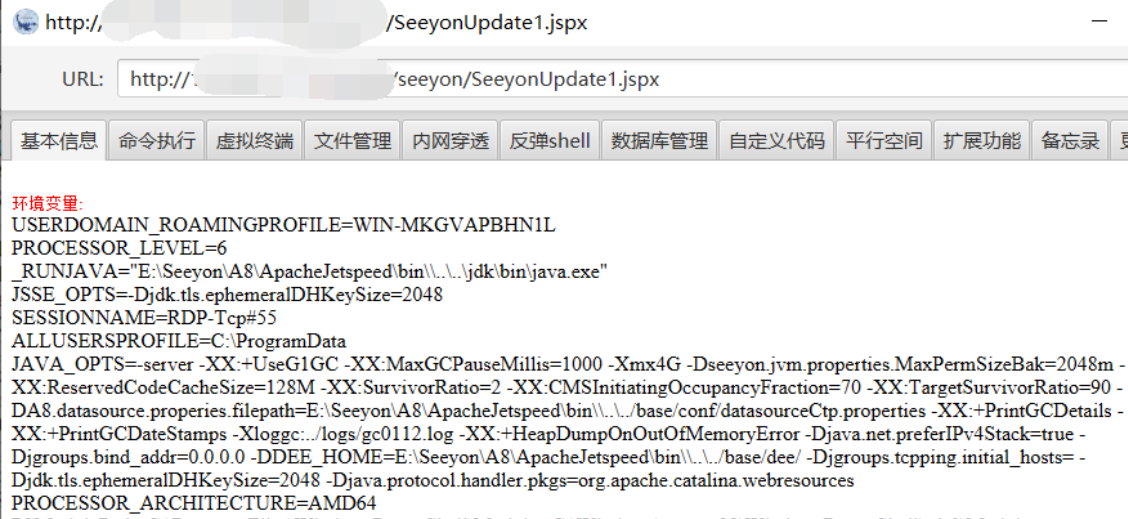 http:// /SeeyonUpdate1.jspx
URL: http:// /seeyon/SeeyonUpdate1.jspx
基本信息 命令执行 虚拟终端 文件管理 内网穿透 反弹shell 数据库管理 自定义代码 平行空间 扩展功能 备忘录
环境变量:
USERDOMAIN_ROAMINGPROFILE=WIN-MKGVAPBHN1L
PROCESSOR_LEVEL=6
_RUNJAVA="E:\Seeyon\A8\ApacheJetspeed\bin\\..\..\jdk\bin\java.exe"
JSSE_OPTS=-Djdk.tls.ephemeralDHKeySize=2048
SESSIONNAME=RDP-Tcp#55
ALLUSERSPROFILE=C:\ProgramData
JAVA_OPTS=-server -XX:+UseG1GC -XX:MaxGCPauseMillis=1000 -Xmx4G -Dseeyon.jvm.properties.MaxPermSizeBak=2048m -
XX:ReservedCodeCacheSize=128M -XX:SurvivorRatio=2 -XX:CMSInitiatingOccupancyFraction=70 -XX:TargetSurvivorRatio=90 -
DA8.datasource.properies.filepath=E:\Seeyon\A8\ApacheJetspeed\bin\\..\../base/conf/datasourceCtp.properties -XX:+PrintGCDetails -
XX:+PrintGCDateStamps -Xloggc:../logs/gc0112.log -XX:+HeapDumpOnOutOfMemoryError -Djava.net.preferIPv4Stack=true -
Djgroups.bind_addr=0.0.0.0 -DDEE_HOME=E:\Seeyon\A8\ApacheJetspeed\bin\\..\../base/dee/ -Djgroups.tcpping.initial_hosts= -
Djdk.tls.ephemeralDHKeySize=2048 -Djava.protocol.handler.pkgs=org.apache.catalina.webresources
PROCESSOR_ARCHITECTURE=AMD64